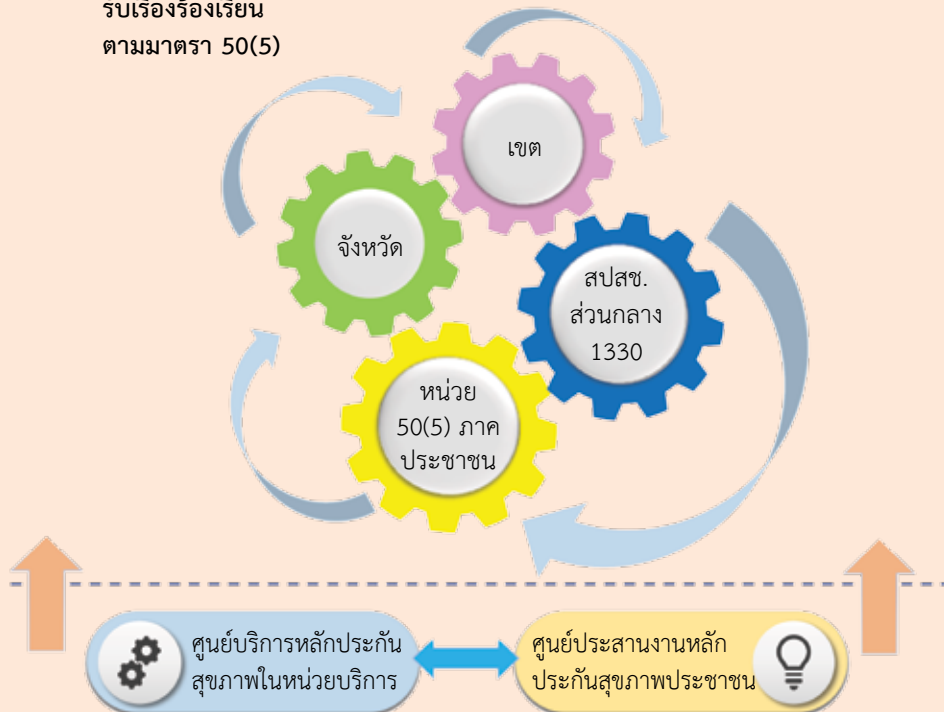 รับเรื่องร้องเรียน
ตามมาตรา 50(5)
เขต
จังหวัด
สปสช.
ส่วนกลาง
1330
หน่วย
50(5) ภาค
ประชาชน
ศูนย์บริการหลักประกัน
สุขภาพในหน่วยบริการ
ศูนย์ประสานงานหลัก
ประกันสุขภาพประชาชน